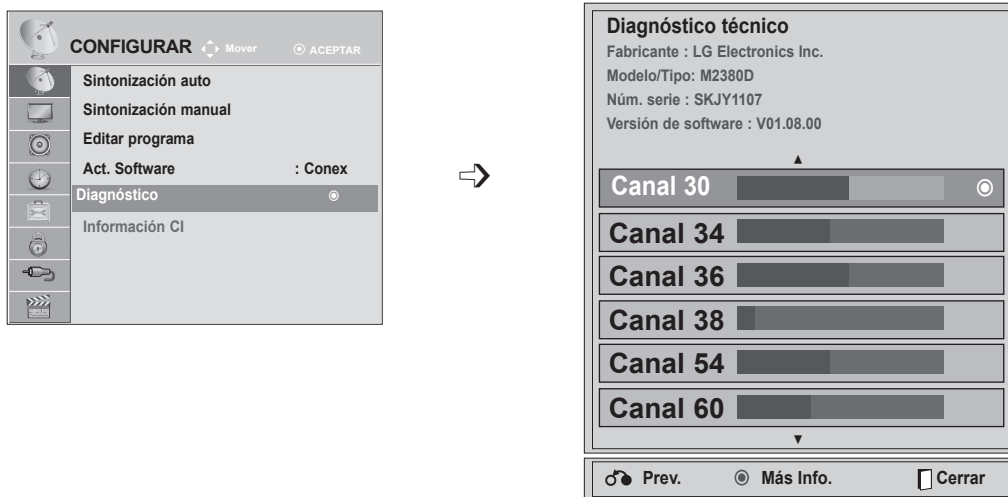 CONFIGURAR Mover ACEPTAR
Sintonización auto
Sintonización manual
Editar programa
Act. Software : Conex
Diagnóstico
Información CI
Diagnóstico técnico
Fabricante : LG Electronics Inc.
Modelo/Tipo: M2380D
Núm. serie : SKJY1107
Versión de software : V01.08.00
Canal 30
Canal 34
Canal 36
Canal 38
Canal 54
Canal 60
Prev. Más Info. Cerrar